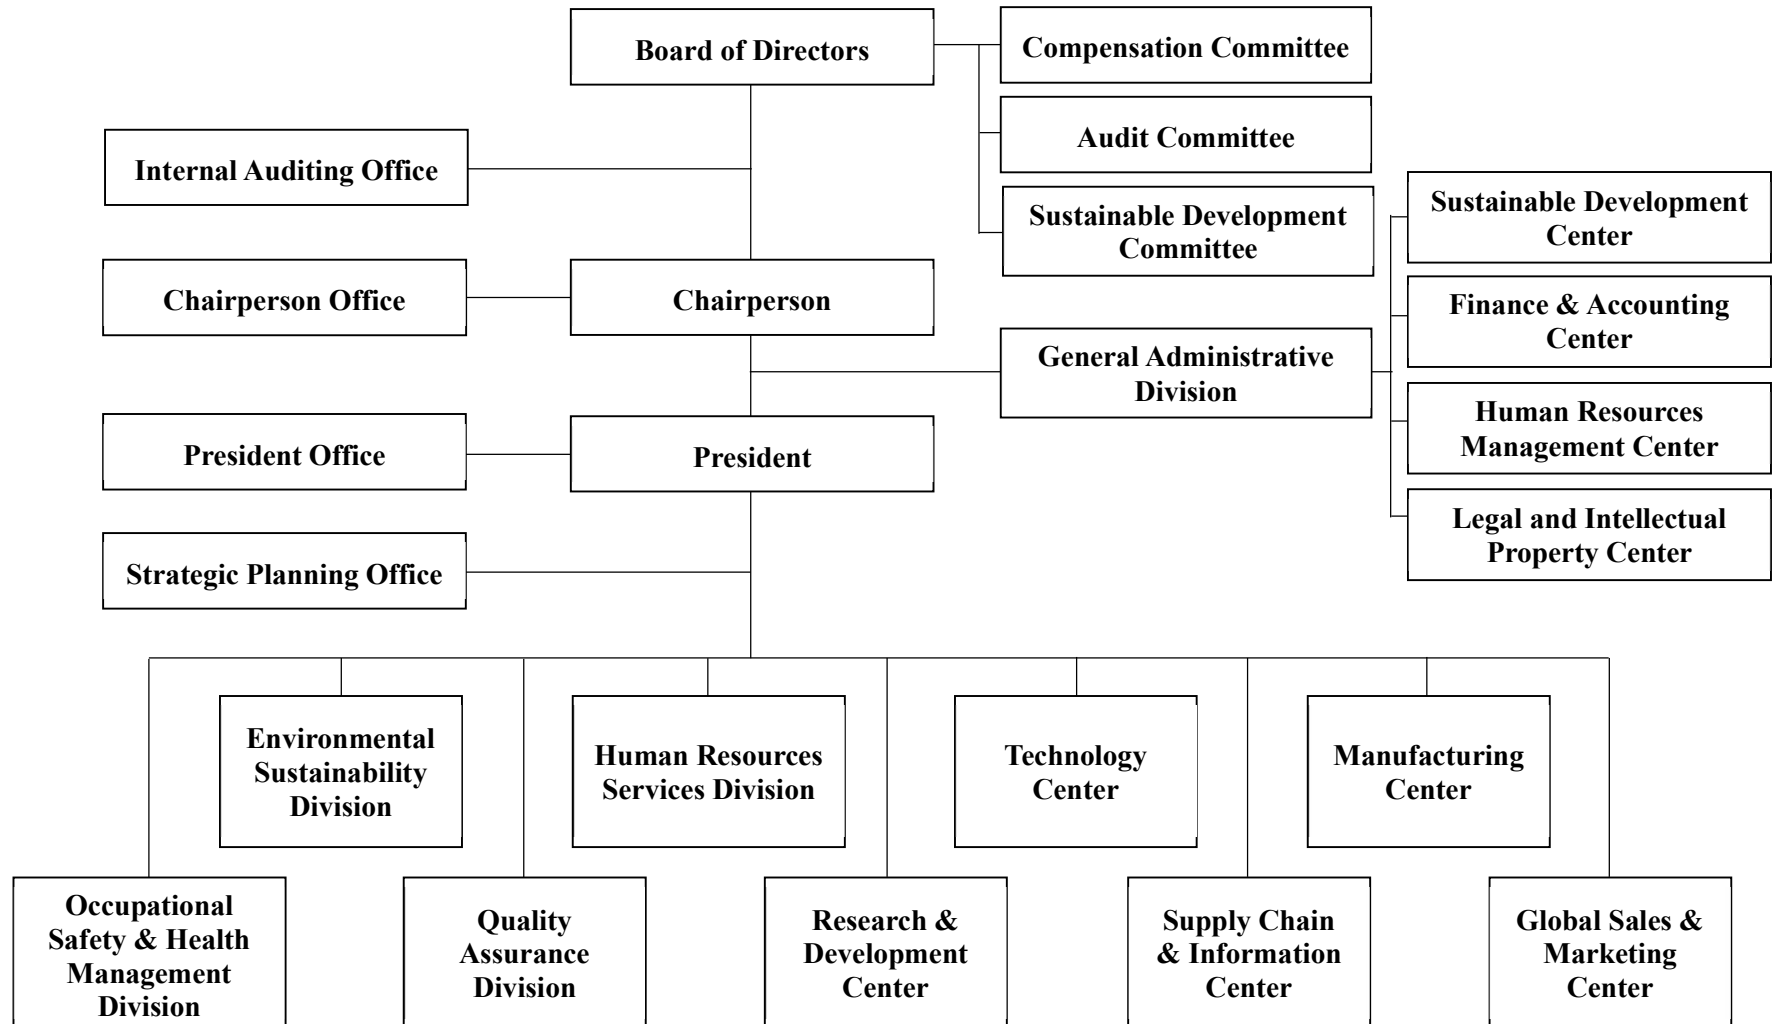 Board of Directors
Compensation Committee
Audit Committee
Internal Auditing Office
Sustainable Development
Committee
Sustainable Development
Center
Chairperson Office
Chairperson
Finance & Accounting
Center
General Administrative
Division
Human Resources
Management Center
President Office
President
Legal and Intellectual
Property Center
Strategic Planning Office
Environmental
Sustainability
Division
Human Resources
Services Division
Technology
Center
Manufacturing
Center
Occupational
Safety & Health
Management
Division
Quality
Assurance
Division
Research &
Development
Center
Supply Chain
& Information
Center
Global Sales &
Marketing
Center